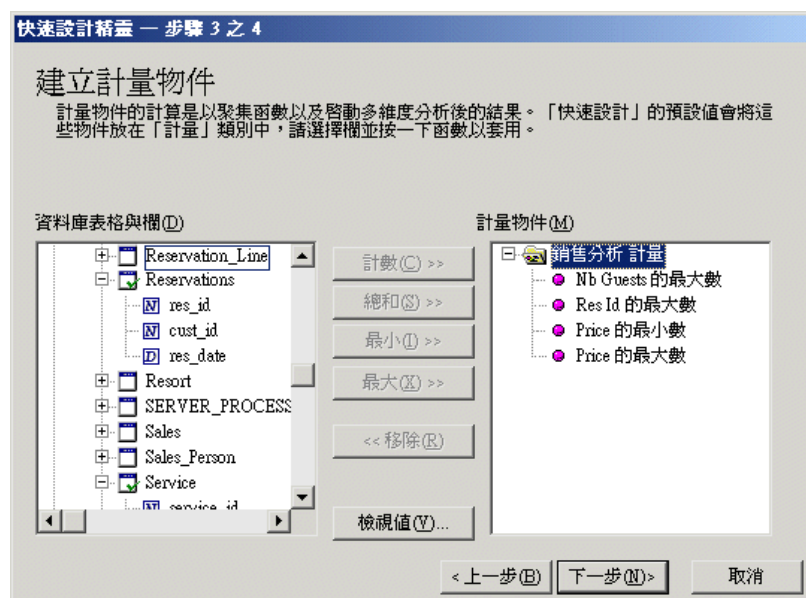 快速設計精靈 — 步驟 3 之 4
建立計量物件
計量物件的計算是以聚集函數以及啓動多維度分析後的結果。「快速設計」的預設值會將這
些物件放在「計量」類別中，請選擇欄並按一下函數以套用。
資料庫表格與欄(D)
Reservation_Line
Reservations
N res_id
N cust_id
D res_date
Resort
SERVER_PROCESS
Sales
Sales_Person
Service
N service_id
計數(C) >>
總和(S) >>
最小(I) >>
最大(X) >>
<< 移除(R)
檢視值(V)...
計量物件(M)
銷售分析 計量
Nb Guests 的最大數
Res Id 的最大數
Price 的最小數
Price 的最大數
< 上一步(B)
下一步(N)>
取消